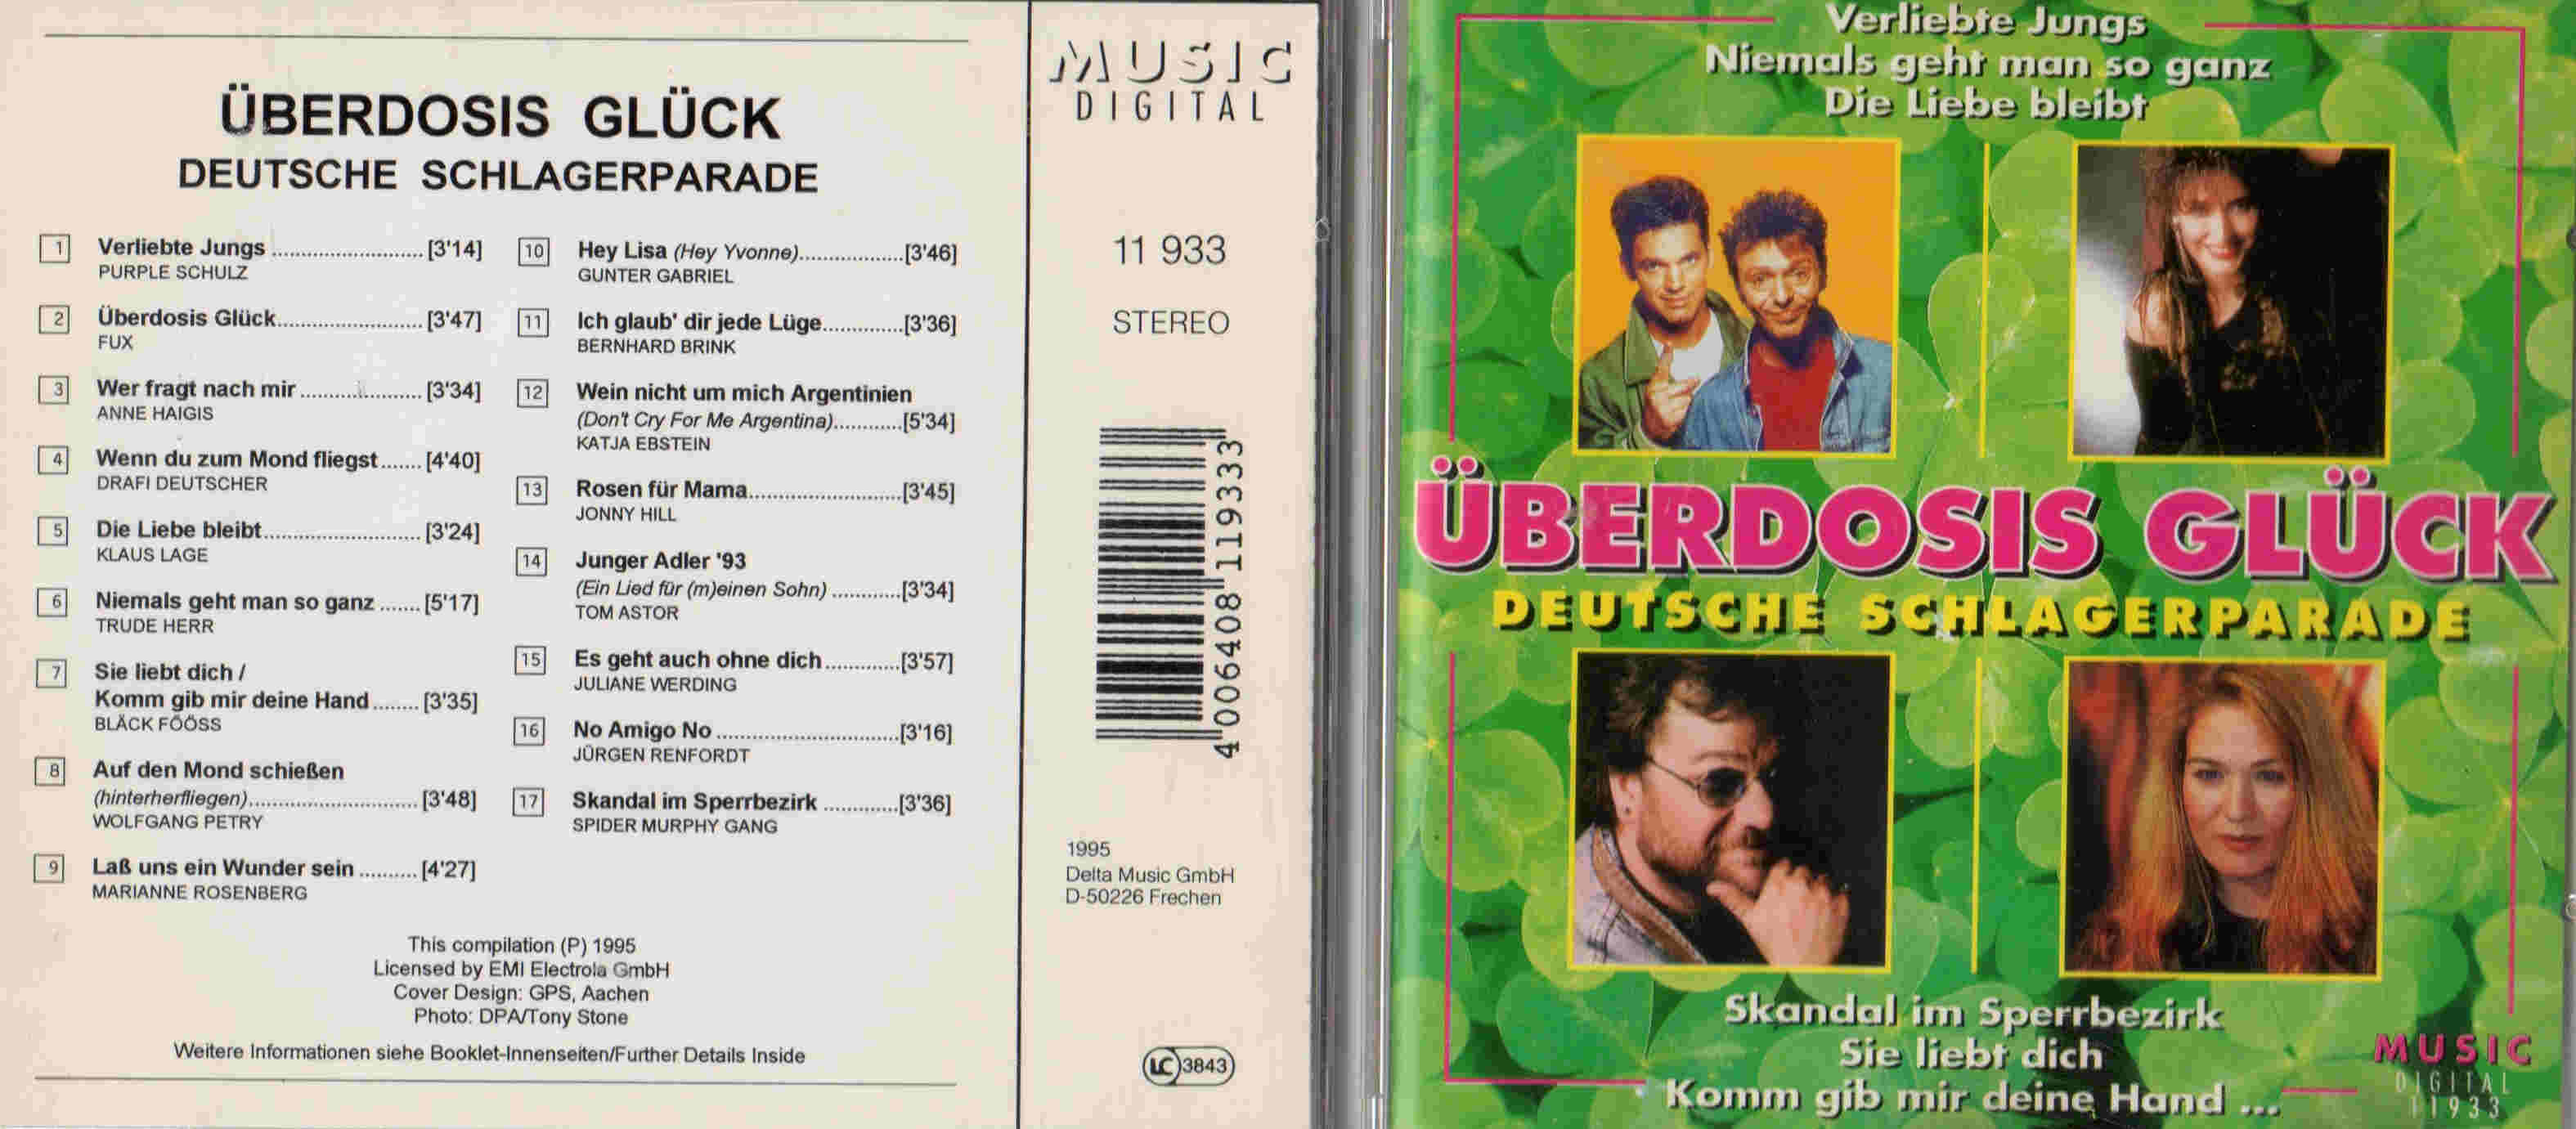 ÜBERDOSIS GLÜCK
DEUTSCHE SCHLAGERPARADE
1 Verliebte Jungs .......................... [3'14]
PURPLE SCHULZ
2 Überdosis Glück......................... [3'47]
FUX
3 Wer fragt nach mir ..................... [3'34]
ANNE HAIGIS
4 Wenn du zum Mond fliegst....... [4'40]
DRAFI DEUTSCHER
5 Die Liebe bleibt........................... [3'24]
KLAUS LAGE
6 Niemals geht man so ganz ....... [5'17]
TRUDE HERR
7 Sie liebt dich /
Komm gib mir deine Hand ........ [3'35]
BLÄCK FÖÖSS
8 Auf den Mond schießen
(hinterherfliegen)............................. [3'48]
WOLFGANG PETRY
9 Laß uns ein Wunder sein .......... [4'27]
MARIANNE ROSENBERG
10 Hey Lisa (Hey Yvonne)..................[3'46]
GUNTER GABRIEL
11 Ich glaub' dir jede Lüge..............[3'36]
BERNHARD BRINK
12 Wein nicht um mich Argentinien
(Don't Cry For Me Argentina)............[5'34]
KATJA EBSTEIN
13 Rosen für Mama..........................[3'45]
JONNY HILL
14 Junger Adler '93
(Ein Lied für (m)einen Sohn) ............[3'34]
TOM ASTOR
15 Es geht auch ohne dich.............[3'57]
JULIANE WERDING
16 No Amigo No ...............................[3'16]
JÜRGEN RENFORDT
17 Skandal im Sperrbezirk .............[3'36]
SPIDER MURPHY GANG
This compilation (P) 1995
Licensed by EMI Electrola GmbH
Cover Design: GPS, Aachen
Photo: DPA/Tony Stone
Weitere Informationen siehe Booklet-Innenseiten/Further Details Inside
MUSIC
DIGITAL
11 933
STEREO
4 006408 119333
1995
Delta Music GmbH
D-50226 Frechen
LC 3843
Verliebte Jungs
Niemals geht man so ganz
Die Liebe bleibt
ÜBERDOSIS GLÜCK
DEUTSCHE SCHLAGERPARADE
Skandal im Sperrbezirk
Sie liebt dich
Komm gib mir deine Hand ...
MUSIC
DIGITAL
11933